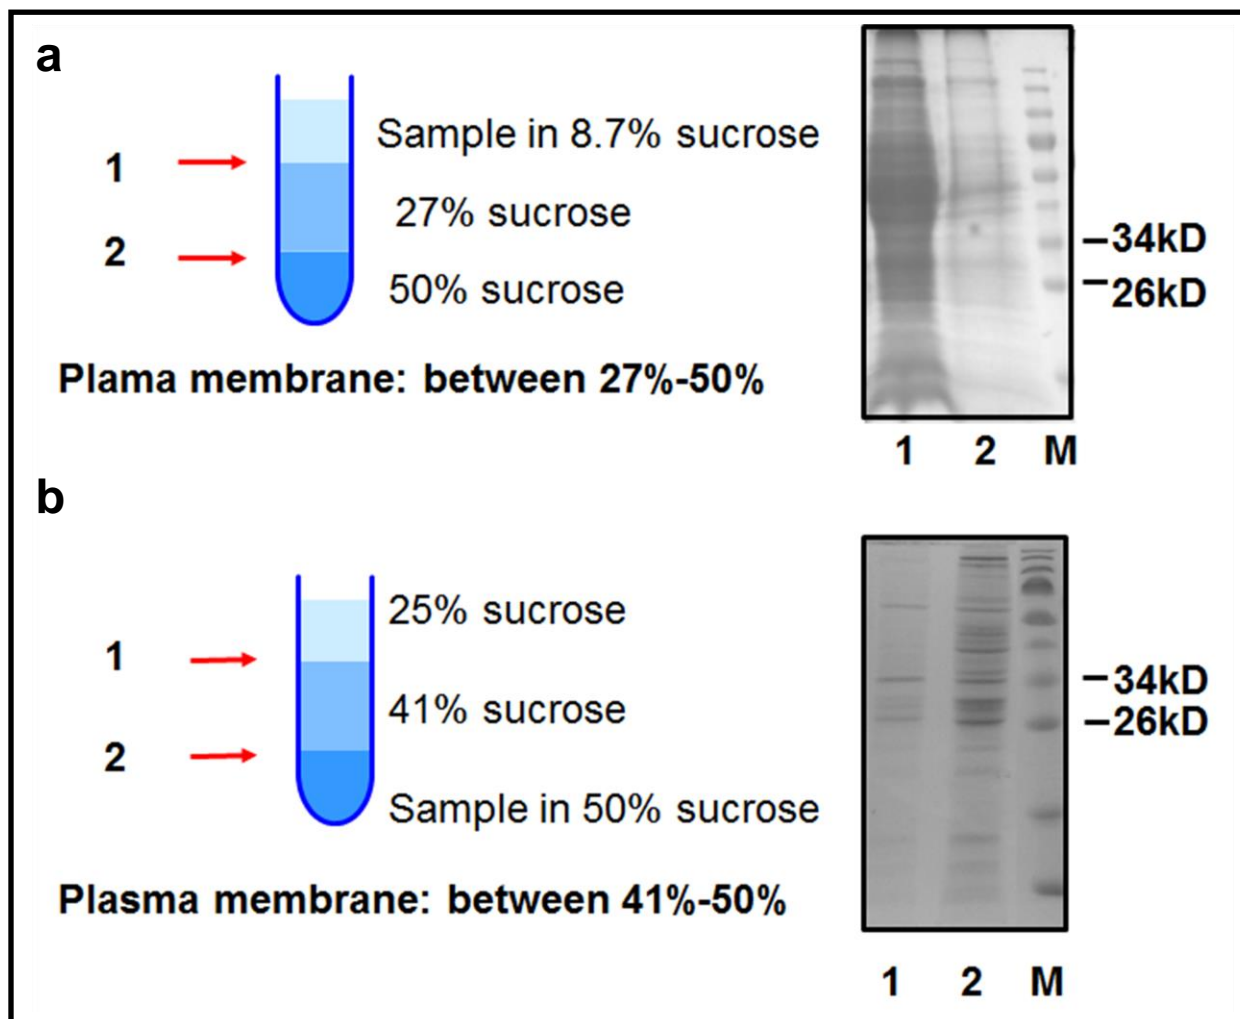 a
Sample in 8.7% sucrose
1
27% sucrose
2
50% sucrose
–34kD
–26kD
Plama membrane: between 27%-50%
1 2 M
b
25% sucrose
1
41% sucrose
2
Sample in 50% sucrose
–34kD
–26kD
Plasma membrane: between 41%-50%
1 2 M